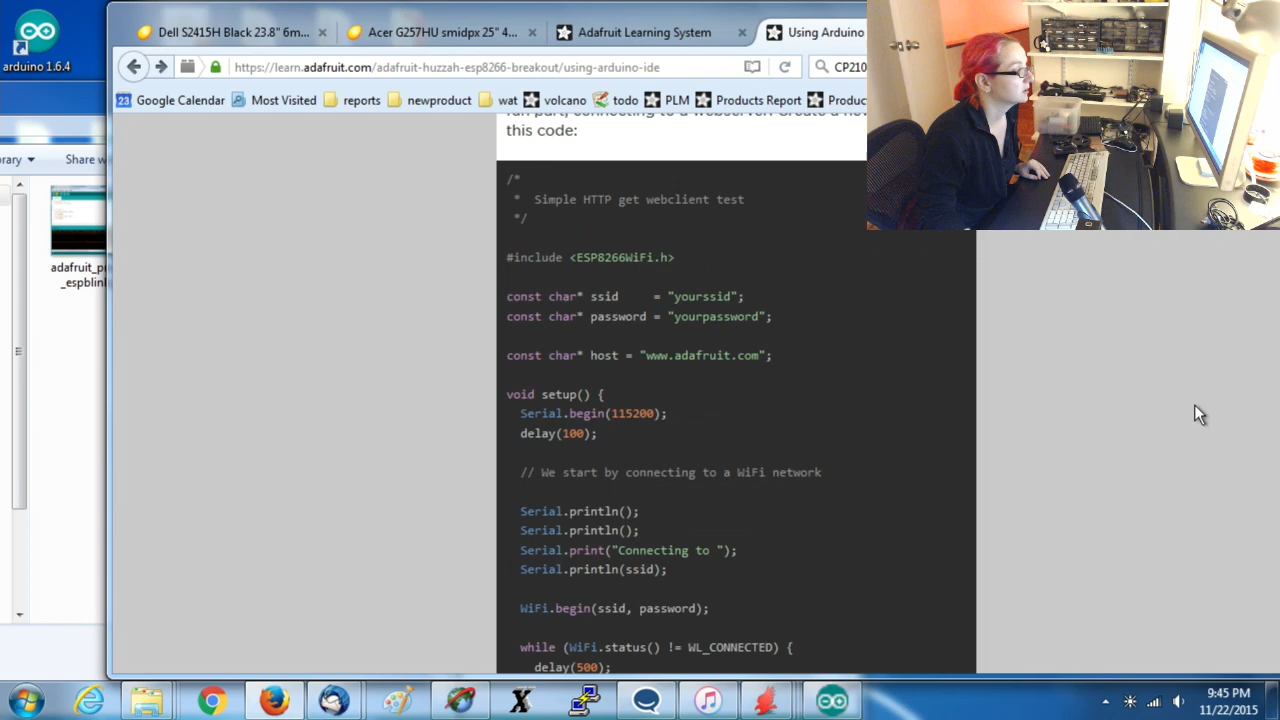 arduino 1.6.4
Dell S2415H Black 23.8" 6m...
Acer G257HU smidpx 25" 4...
Adafruit Learning System
Using Arduino
https://learn.adafruit.com/adafruit-huzzah-esp8266-breakout/using-arduino-ide
CP210
23 Google Calendar
Most Visited
reports
newproduct
wat
volcano
todo
PLM
Products Report
Produc
rary
Share w
adafruit_p
_espblinl
this code:
/*
* Simple HTTP get webclient test
*/
#include <ESP8266WiFi.h>
const char* ssid     = "yourssid";
const char* password = "yourpassword";
const char* host = "www.adafruit.com";
void setup() {
Serial.begin(115200);
delay(100);
// We start by connecting to a WiFi network
Serial.println();
Serial.println();
Serial.print("Connecting to ");
Serial.println(ssid);
WiFi.begin(ssid, password);
while (WiFi.status() != WL_CONNECTED) {
delay(500);
9:45 PM
11/22/2015